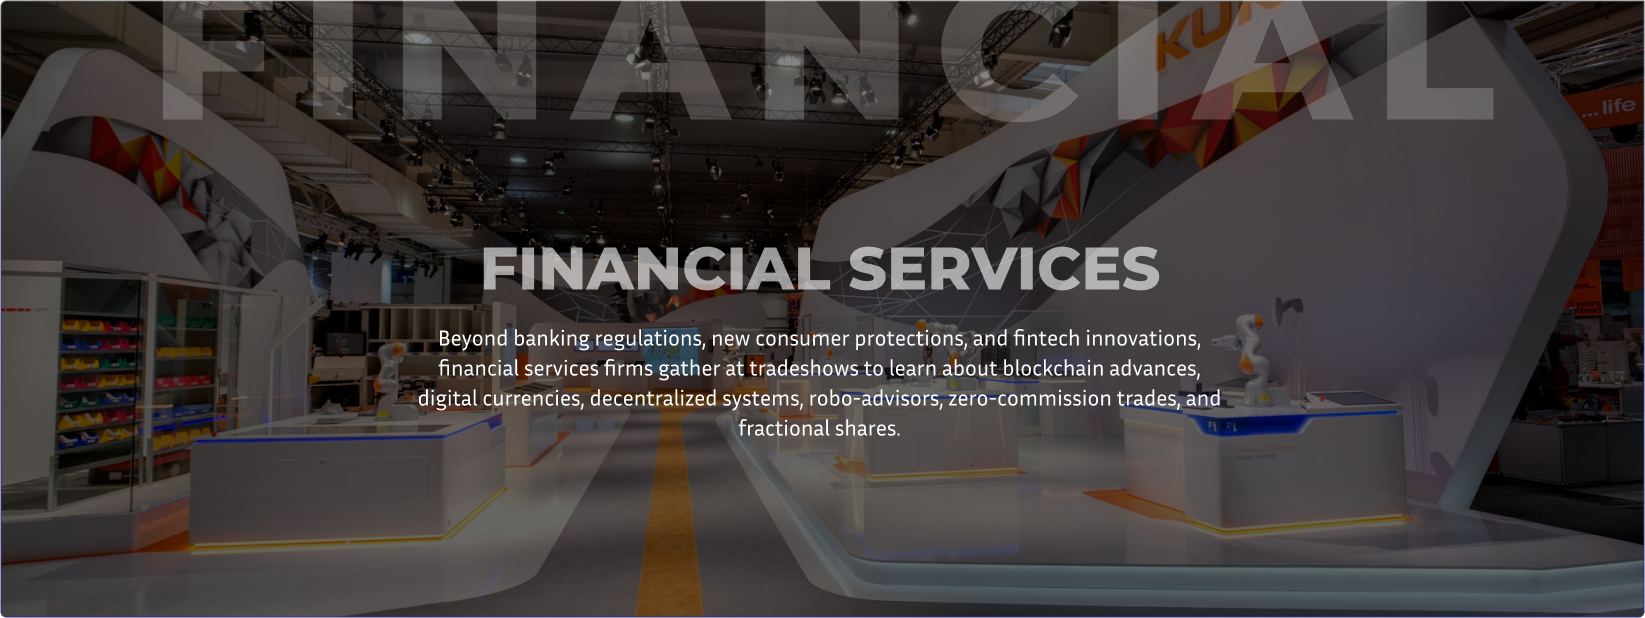 FINANCIAL
... life
FINANCIAL SERVICES
Beyond banking regulations, new consumer protections, and fintech innovations,
financial services firms gather at tradeshows to learn about blockchain advances,
digital currencies, decentralized systems, robo-advisors, zero-commission trades, and
fractional shares.